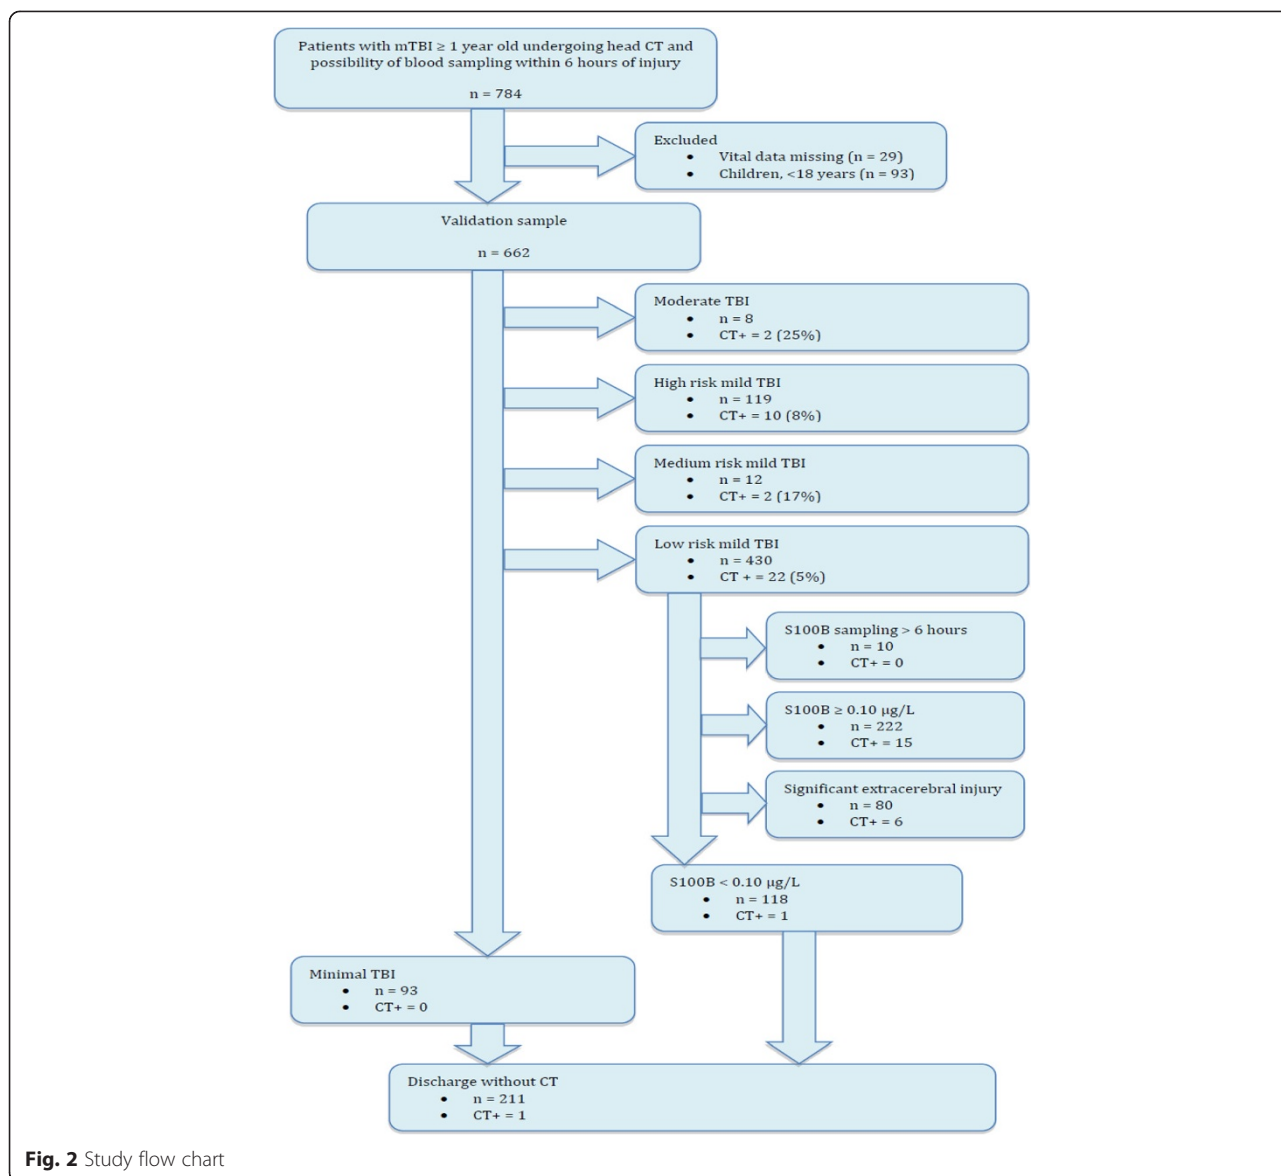 Patients with mTBI ≥ 1 year old undergoing head CT and
possibility of blood sampling within 6 hours of injury
n = 784
Excluded
• Vital data missing (n = 29)
• Children, <18 years (n = 93)
Validation sample
n = 662
Moderate TBI
• n = 8
• CT+ = 2 (25%)
High risk mild TBI
• n = 119
• CT+ = 10 (8%)
Medium risk mild TBI
• n = 12
• CT+ = 2 (17%)
Low risk mild TBI
• n = 430
• CT + = 22 (5%)
S100B sampling > 6 hours
• n = 10
• CT+ = 0
S100B ≥ 0.10 µg/L
• n = 222
• CT+ = 15
Significant extracerebral injury
• n = 80
• CT+ = 6
S100B < 0.10 µg/L
• n = 118
• CT+ = 1
Minimal TBI
• n = 93
• CT+ = 0
Discharge without CT
• n = 211
• CT+ = 1
Fig. 2 Study flow chart